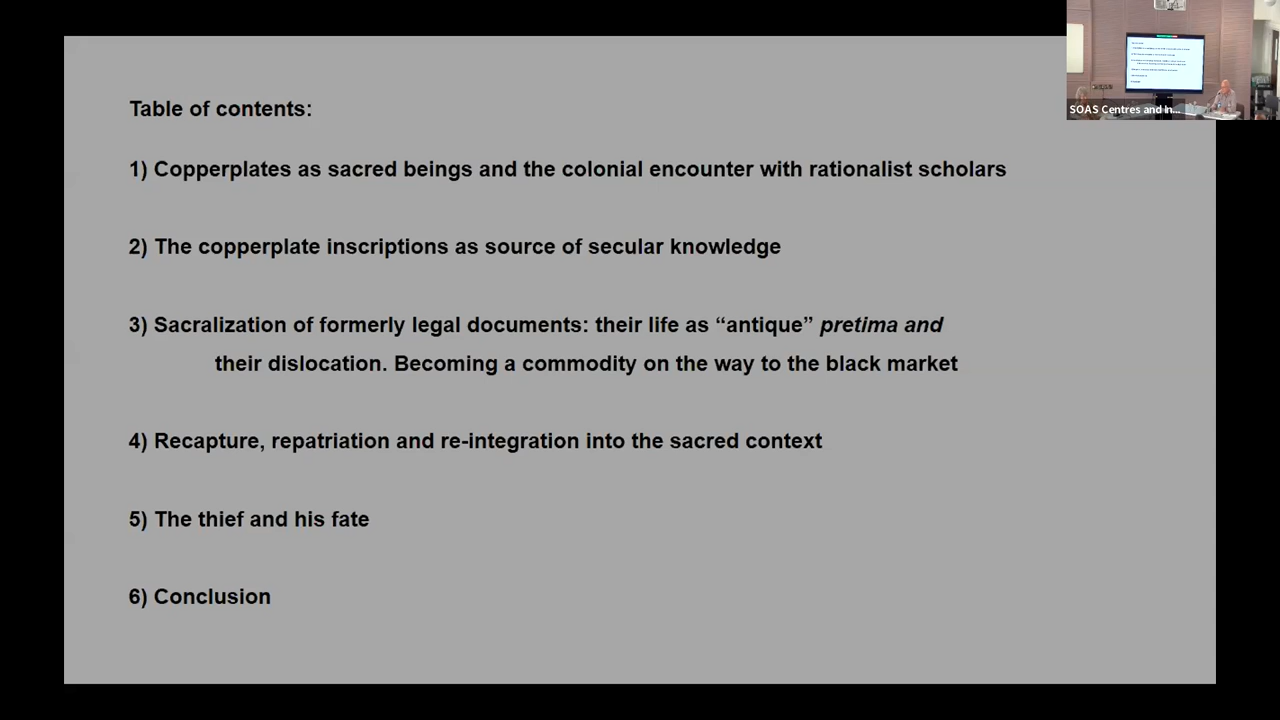 SOAS Centres and In...
Table of contents:
1) Copperplates as sacred beings and the colonial encounter with rationalist scholars
2) The copperplate inscriptions as source of secular knowledge
3) Sacralization of formerly legal documents: their life as “antique” pretima and
their dislocation. Becoming a commodity on the way to the black market
4) Recapture, repatriation and re-integration into the sacred context
5) The thief and his fate
6) Conclusion